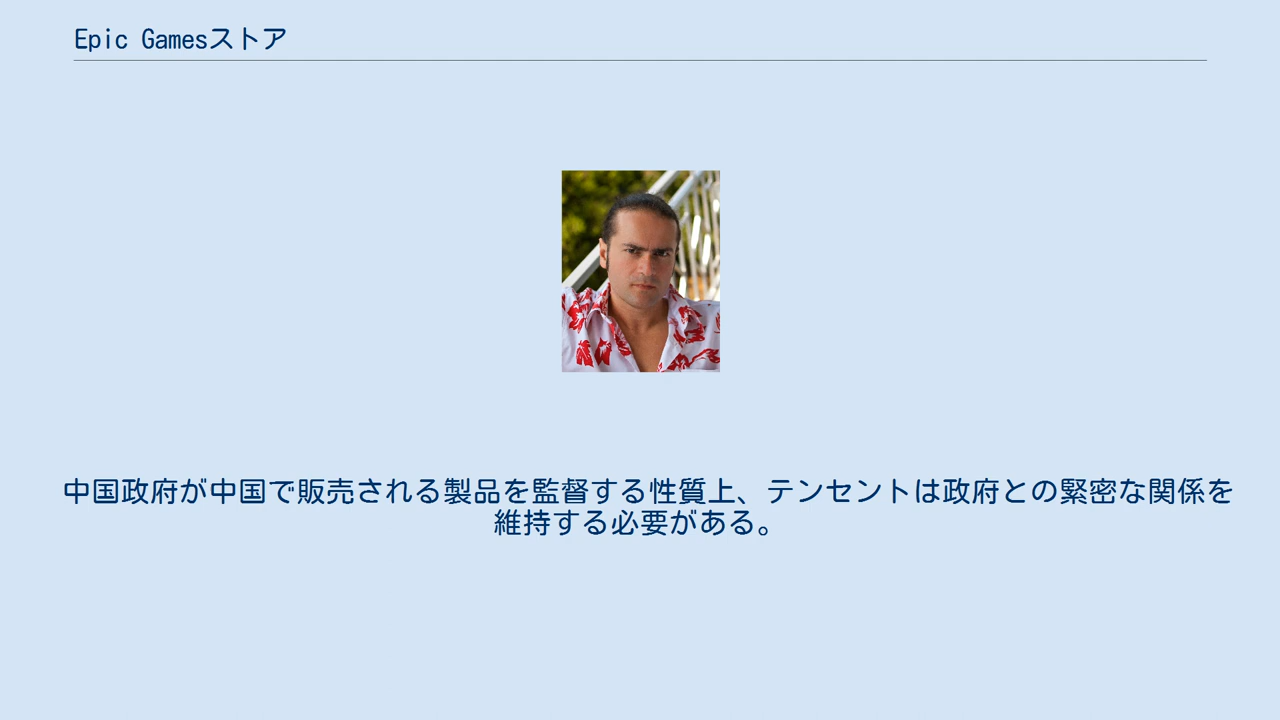 Epic Gamesストア
中国政府が中国で販売される製品を監督する性質上、テンセントは政府との緊密な関係を
維持する必要がある。